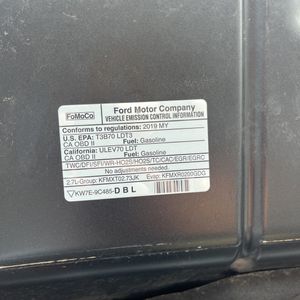 FoMoCo
Ford Motor Company
VEHICLE EMISSION CONTROL INFORMATION
Conforms to regulations: 2019 MY
U.S. EPA: T3B70 LDT3
CA OBD II Fuel: Gasoline
California: ULEV70 LDT
CA OBD II Fuel: Gasoline
TWC/DFI/SFI/WR-HO2S/HO2S/TC/CAC/EGR/EGRC
No adjustments needed.
2.7L-Group: KFMXT02.73JK Evap: KFMXR0200GDG
KW7E-9C485-DBL